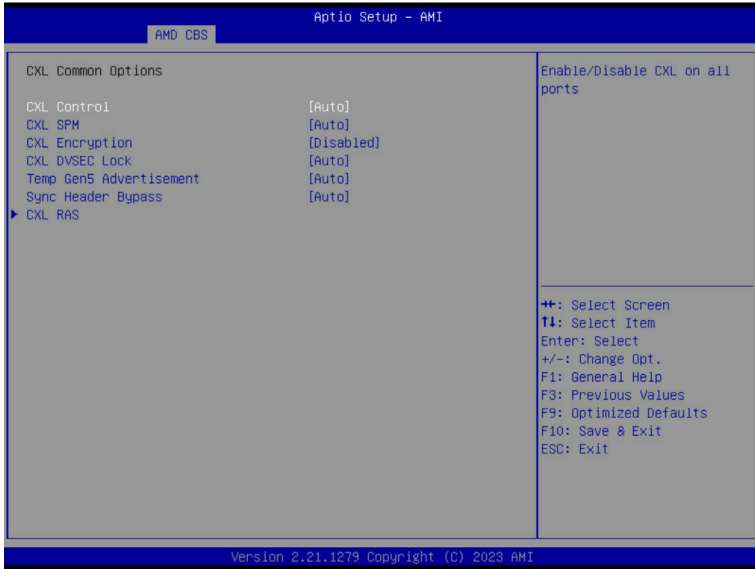 Aptio Setup – AMI
AMD CBS
CXL Common Options
CXL Control [Auto]
CXL SPM [Auto]
CXL Encryption [Disabled]
CXL DVSEC Lock [Auto]
Temp Gen5 Advertisement [Auto]
Sync Header Bypass [Auto]
CXL RAS
Enable/Disable CXL on all
ports
→←: Select Screen
↑↓: Select Item
Enter: Select
+/-: Change Opt.
F1: General Help
F3: Previous Values
F9: Optimized Defaults
F10: Save & Exit
ESC: Exit
Version 2.21.1279 Copyright (C) 2023 AMI